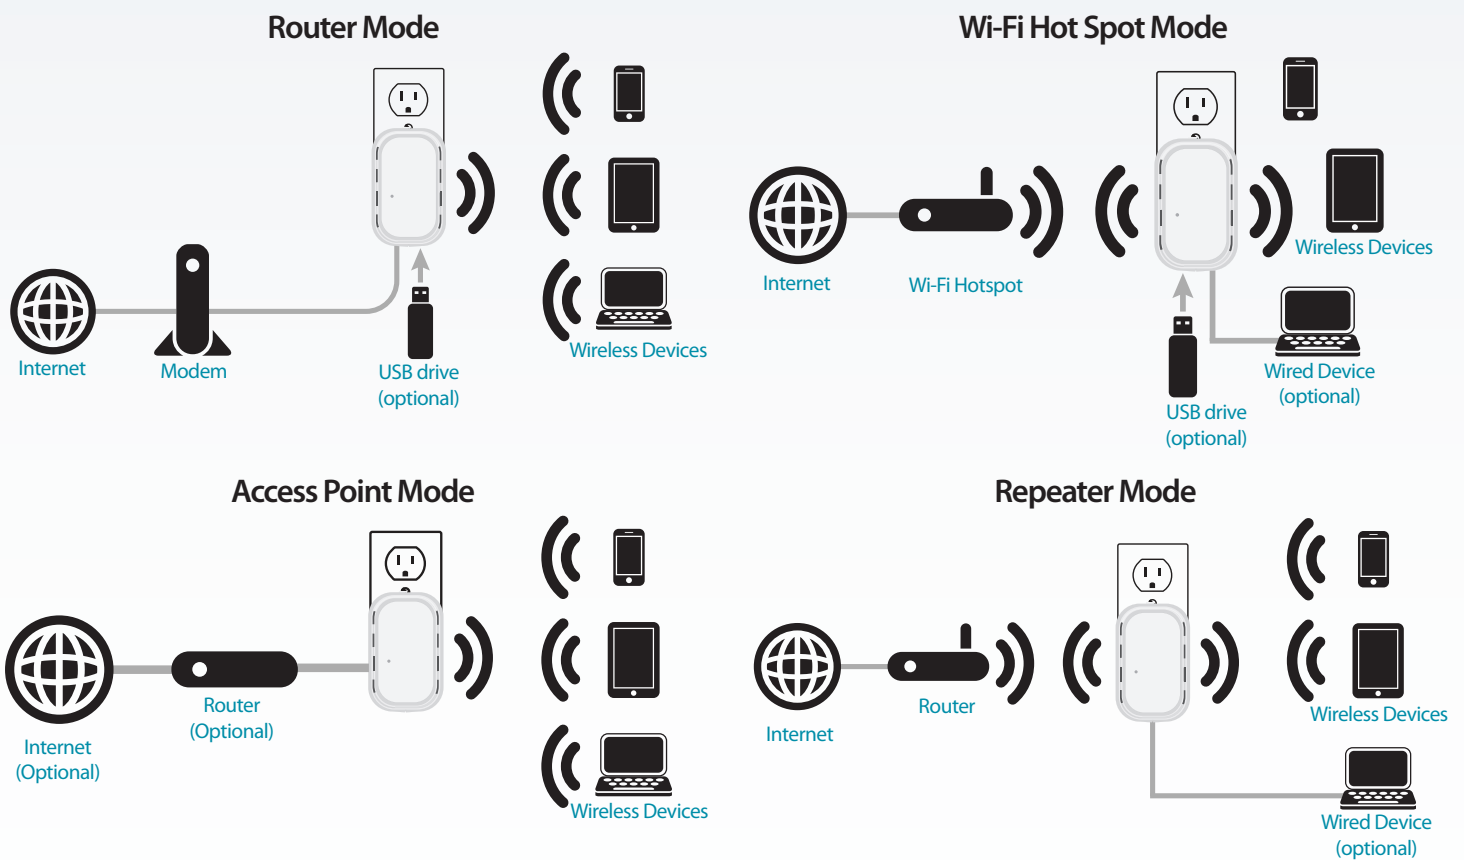 Router Mode
Internet
Modem
USB drive
(optional)
Wireless Devices
Wi-Fi Hot Spot Mode
Internet
Wi-Fi Hotspot
Wireless Devices
Wired Device
(optional)
USB drive
(optional)
Access Point Mode
Internet
(Optional)
Router
(Optional)
Wireless Devices
Repeater Mode
Internet
Router
Wireless Devices
Wired Device
(optional)